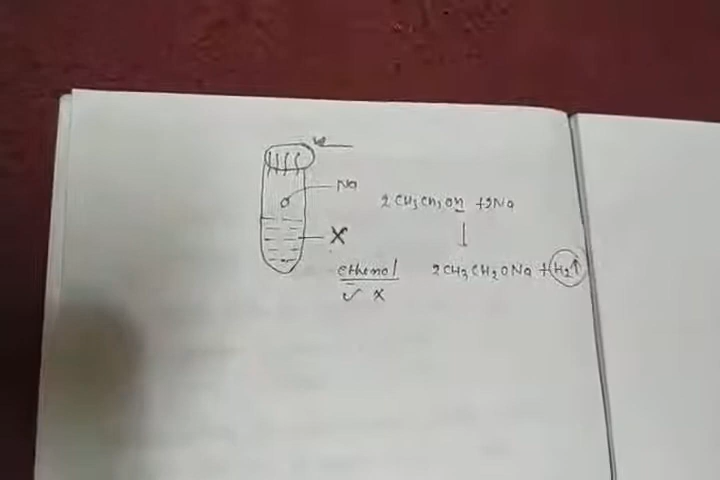 Na
2CH3CH2OH + 2Na
X
ethanol
2CH3CH2ONa + H2↑
✓ X